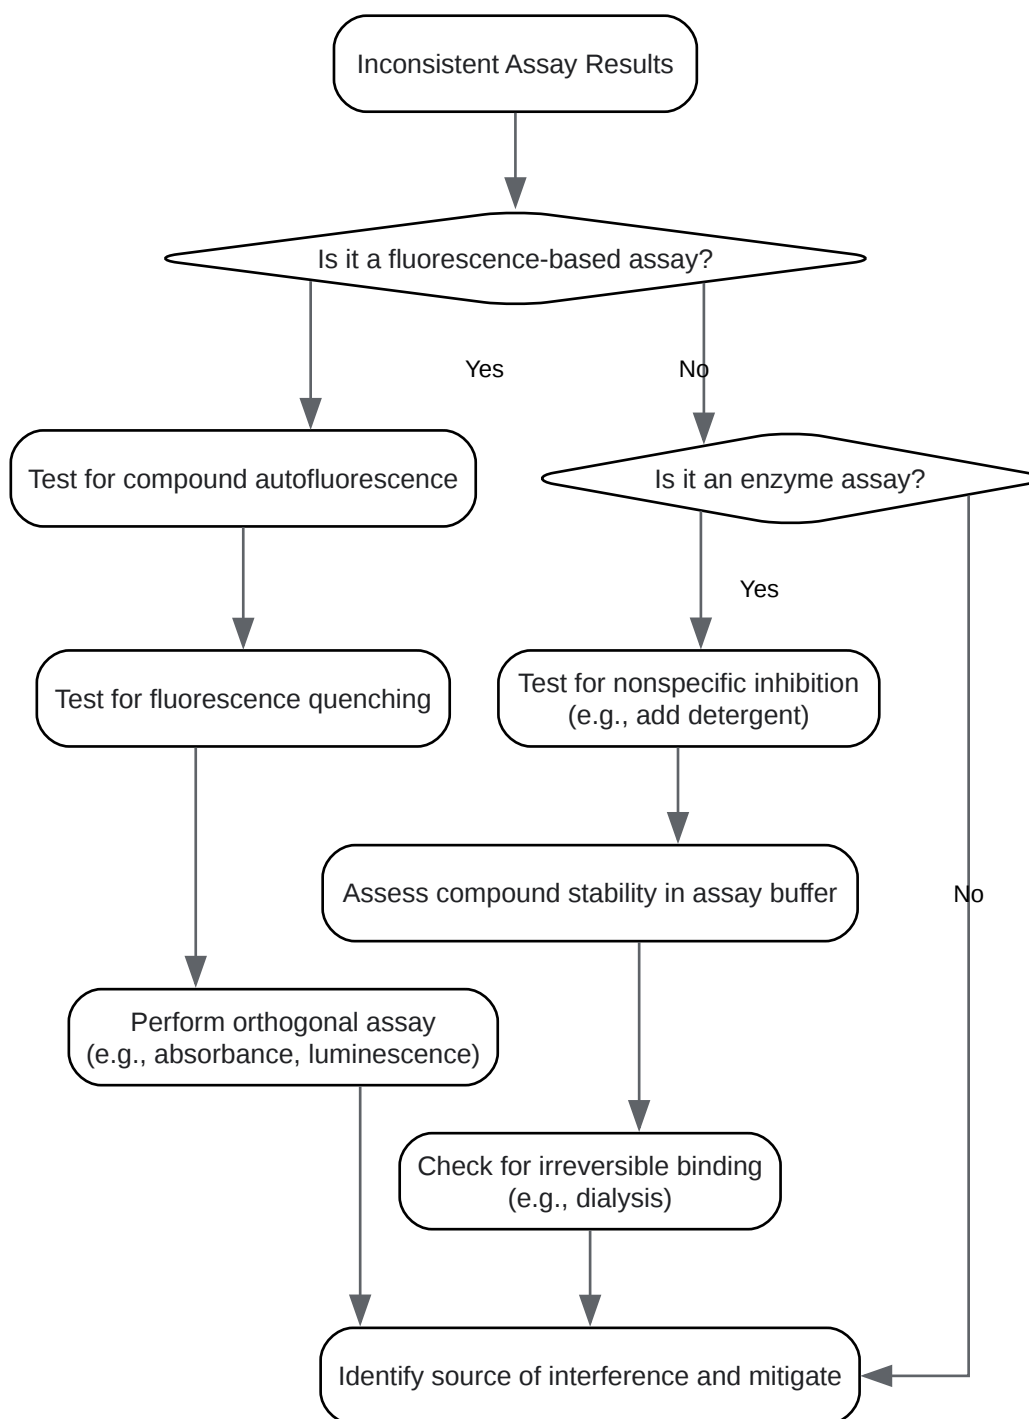 Inconsistent Assay Results
Is it a fluorescence-based assay?
Yes
No
Test for compound autofluorescence
Is it an enzyme assay?
Yes
Test for fluorescence quenching
Test for nonspecific inhibition
(e.g., add detergent)
Assess compound stability in assay buffer
No
Perform orthogonal assay
(e.g., absorbance, luminescence)
Check for irreversible binding
(e.g., dialysis)
Identify source of interference and mitigate